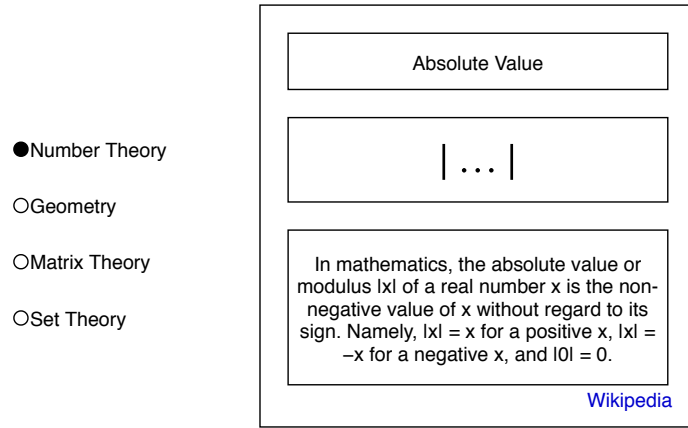 Number Theory
Geometry
Matrix Theory
Set Theory
Absolute Value
| ... |
In mathematics, the absolute value or
modulus |x| of a real number x is the non-
negative value of x without regard to its
sign. Namely, |x| = x for a positive x, |x| =
−x for a negative x, and |0| = 0.
Wikipedia